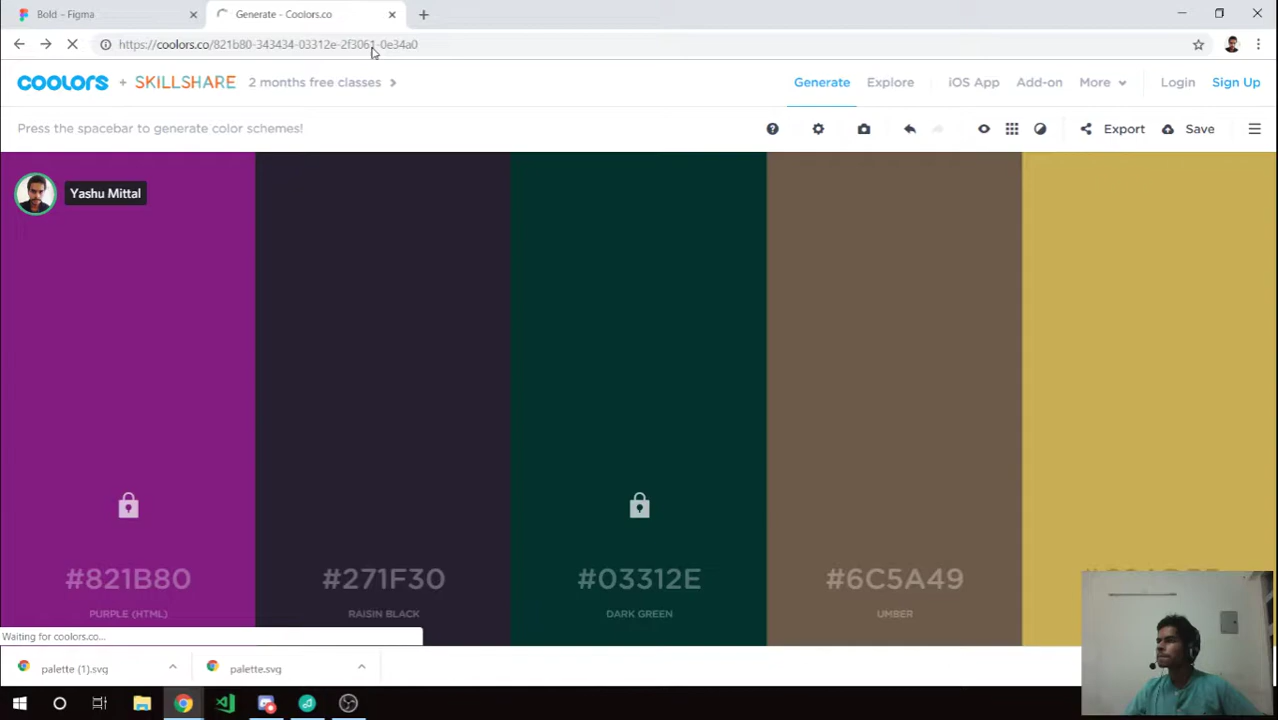 Bold - Figma
Generate - Coolors.co
https://coolors.co/821b80-343434-03312e-2f3061-0e34a0
coolors + SKILLSHARE 2 months free classes
Generate Explore iOS App Add-on More Login Sign Up
Press the spacebar to generate color schemes!
Export Save
Yashu Mittal
#821B80 #271F30 #03312E #6C5A49
PURPLE (HTML) RAISIN BLACK DARK GREEN UMBER
Waiting for coolors.co...
palette (1).svg palette.svg